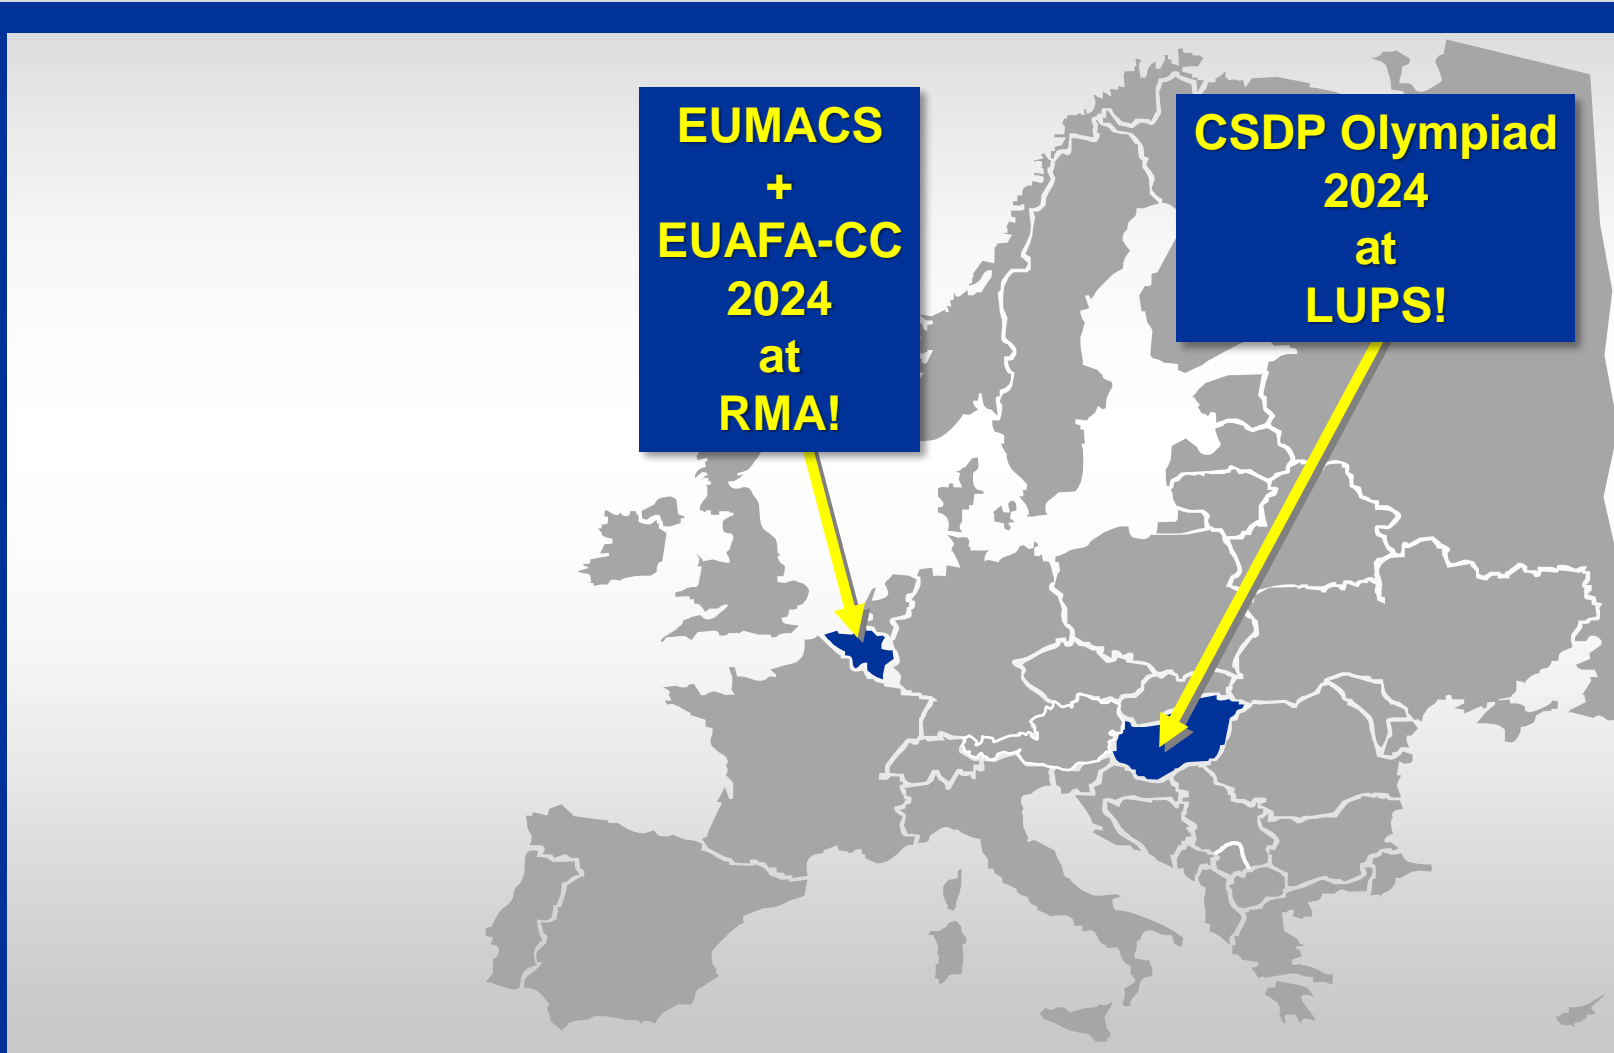 EUMACS
+
EUAFA-CC
2024
at
RMA!
CSDP Olympiad
2024
at
LUPS!